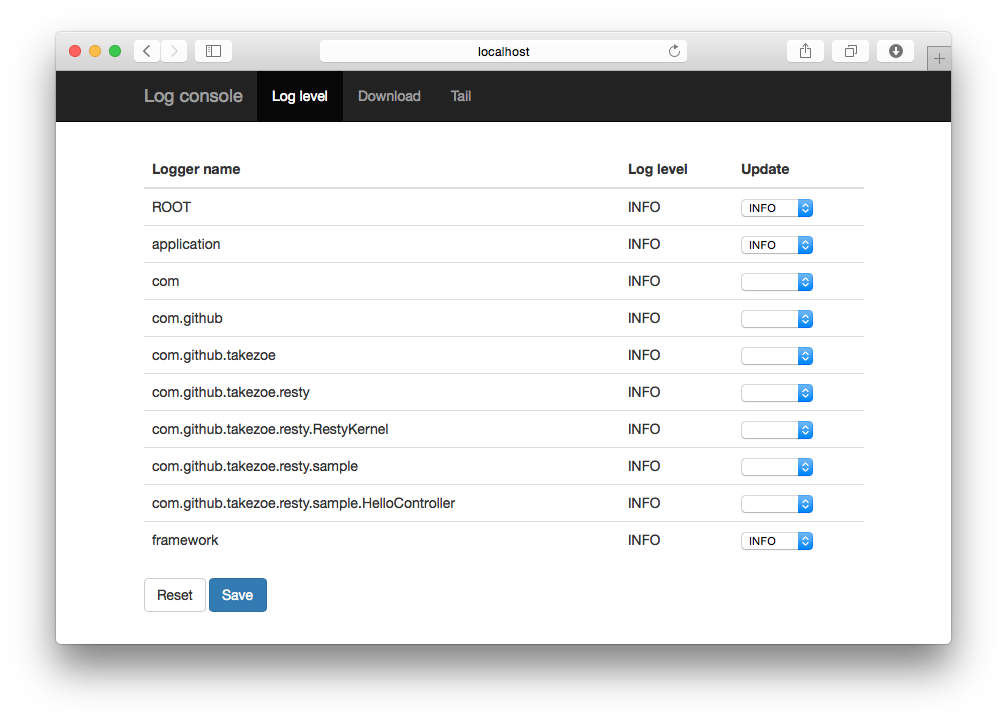 localhost
Log console Log level Download Tail
Logger name Log level Update
ROOT INFO INFO
application INFO INFO
com INFO
com.github INFO
com.github.takezoe INFO
com.github.takezoe.resty INFO
com.github.takezoe.resty.RestyKernel INFO
com.github.takezoe.resty.sample INFO
com.github.takezoe.resty.sample.HelloController INFO
framework INFO INFO
Reset Save